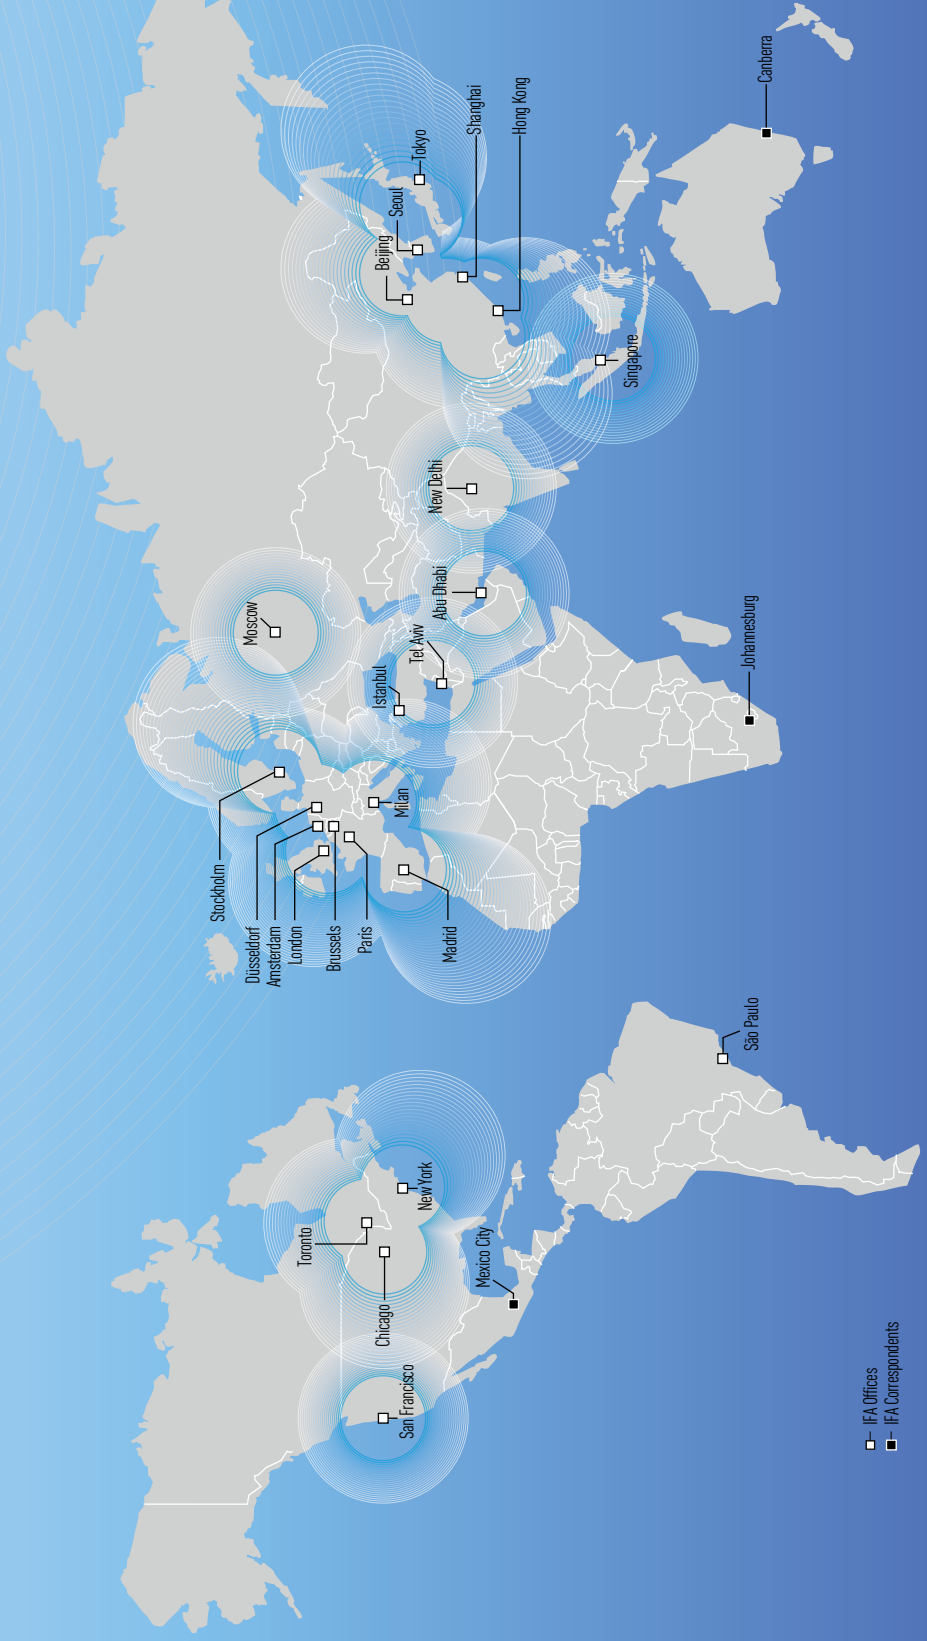 San Francisco
Chicago
Toronto
New York
Mexico City
São Paulo
Stockholm
Düsseldorf
Amsterdam
London
Brussels
Paris
Madrid
Milan
Moscow
Istanbul
Tel Aviv
Abu Dhabi
New Delhi
Beijing
Seoul
Tokyo
Shanghai
Hong Kong
Singapore
Johannesburg
Canberra
IFA Offices
IFA Correspondents